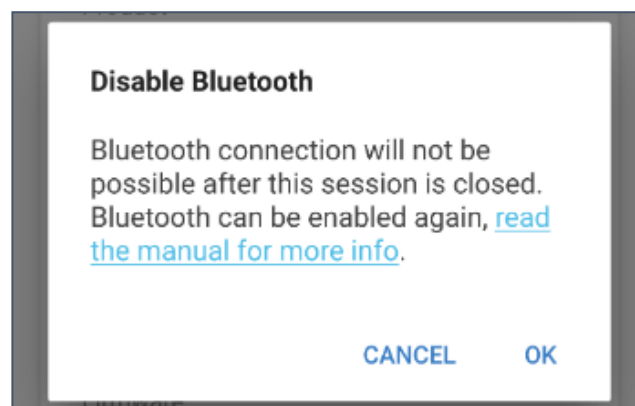 Disable Bluetooth
Bluetooth connection will not be
possible after this session is closed.
Bluetooth can be enabled again, read
the manual for more info.
CANCEL OK